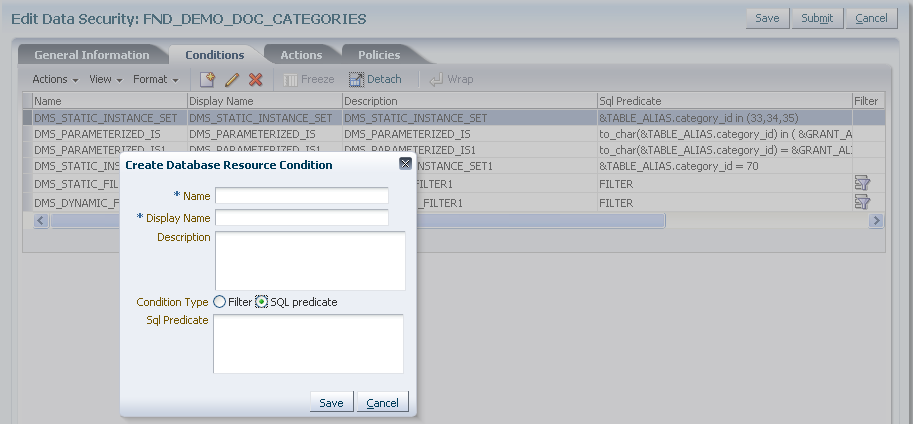 Edit Data Security: FND_DEMO_DOC_CATEGORIES
Save Submit Cancel
General Information Conditions Actions Policies
Actions View Format Freeze Detach Wrap
Name Display Name Description Sql Predicate Filter
DMS_STATIC_INSTANCE_SET DMS_STATIC_INSTANCE_SET DMS_STATIC_INSTANCE_SET &TABLE_ALIAS.category_id in (33,34,35)
DMS_PARAMETERIZED_IS DMS_PARAMETERIZED_IS DMS_PARAMETERIZED_IS to_char(&TABLE_ALIAS.category_id) in ( &GRANT_A
DMS_PARAMETERIZED_IS1 DMS_PARAMETERIZED_IS1 DMS_PARAMETERIZED_IS1 to_char(&TABLE_ALIAS.category_id) = &GRANT_AL
DMS_STATIC_INS NSTANCE_SET1 &TABLE_ALIAS.category_id = 70
DMS_STATIC_FIL FILTER1 FILTER
DMS_DYNAMIC_F _FILTER1 FILTER
Create Database Resource Condition
* Name
* Display Name
Description
Condition Type Filter SQL predicate
Sql Predicate
Save Cancel